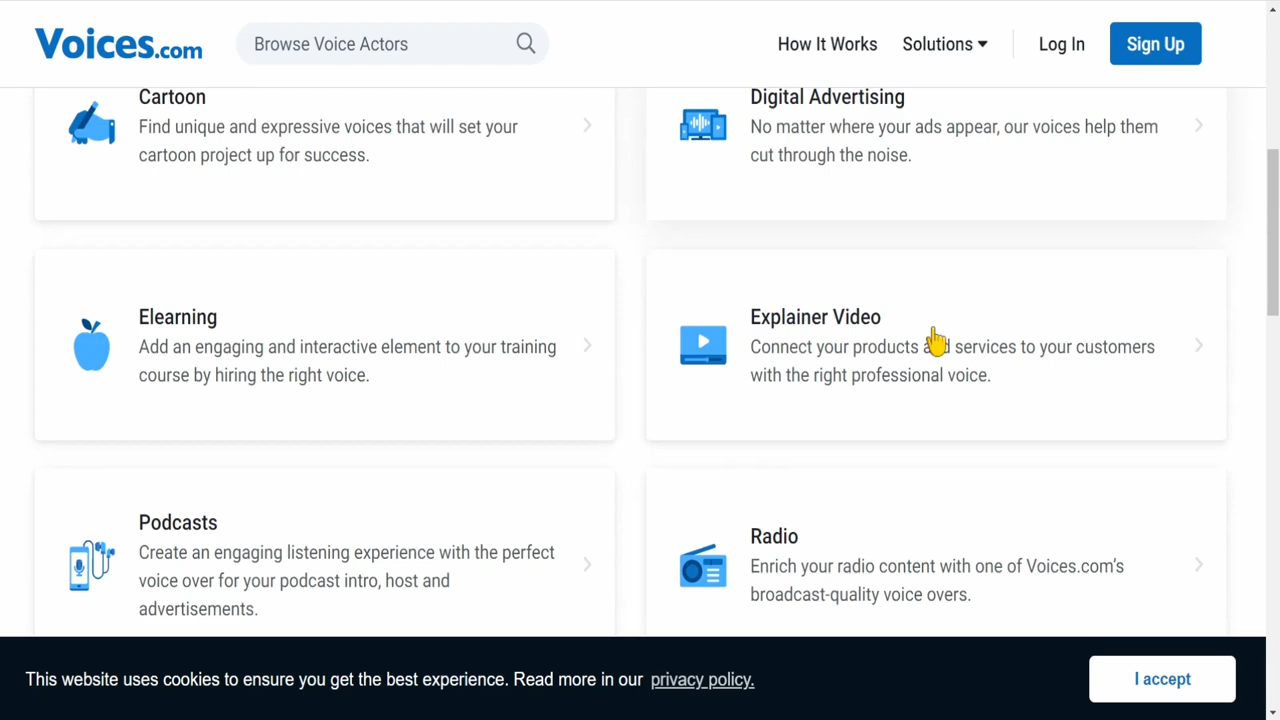 Voices.com
Browse Voice Actors
How It Works
Solutions
Log In
Sign Up
Cartoon
Find unique and expressive voices that will set your
cartoon project up for success.
Digital Advertising
No matter where your ads appear, our voices help them
cut through the noise.
Elearning
Add an engaging and interactive element to your training
course by hiring the right voice.
Explainer Video
Connect your products and services to your customers
with the right professional voice.
Podcasts
Create an engaging listening experience with the perfect
voice over for your podcast intro, host and
advertisements.
Radio
Enrich your radio content with one of Voices.com's
broadcast-quality voice overs.
This website uses cookies to ensure you get the best experience. Read more in our privacy policy.
I accept